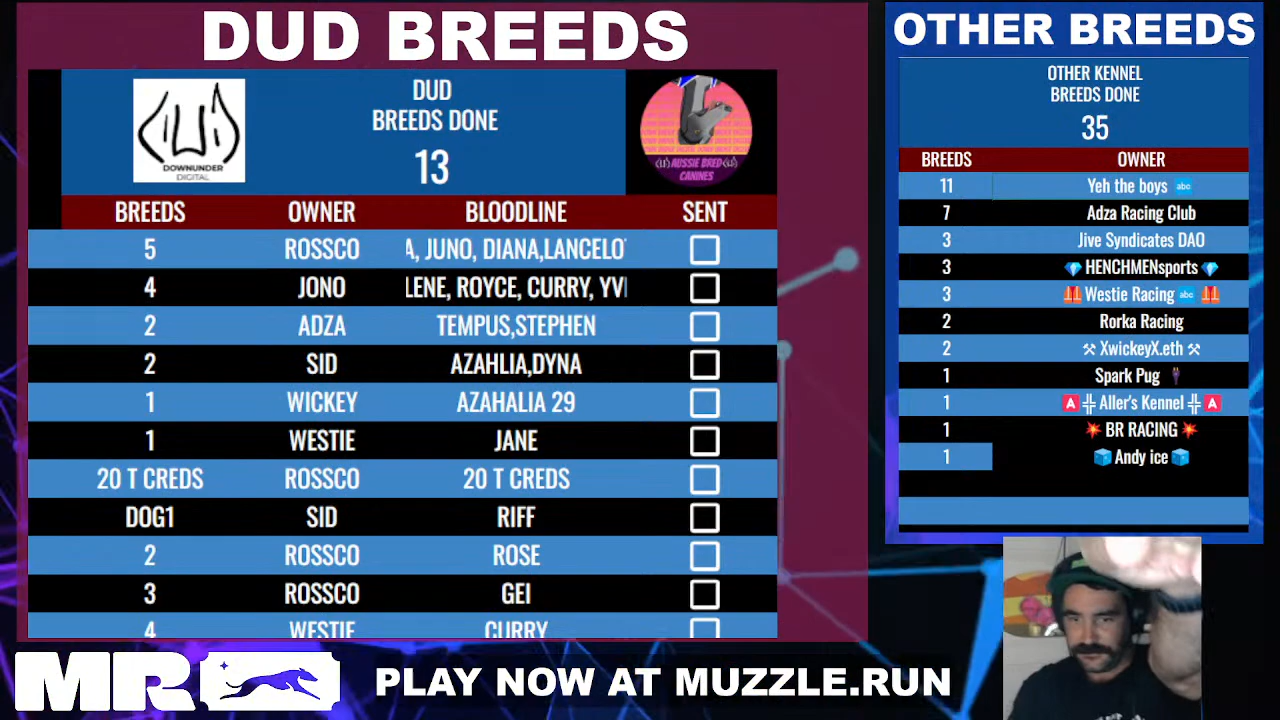 DUD BREEDS
DOWNUNDER
DIGITAL
DUD
BREEDS DONE
13
AUSSIE BRED
CANINES
BREEDS OWNER BLOODLINE SENT
5 ROSSCO A, JUNO, DIANA,LANCELO
4 JONO LENE, ROYCE, CURRY, YV
2 ADZA TEMPUS,STEPHEN
2 SID AZAHLIA,DYNA
1 WICKEY AZAHALIA 29
1 WESTIE JANE
20 T CREDS ROSSCO 20 T CREDS
DOG1 SID RIFF
2 ROSSCO ROSE
3 ROSSCO GEI
4 WESTIE CURRY
OTHER BREEDS
OTHER KENNEL
BREEDS DONE
35
BREEDS OWNER
11 Yeh the boys abc
7 Adza Racing Club
3 Jive Syndicates DAO
3 💎 HENCHMENsports 💎
3 Westie Racing abc
2 Rorka Racing
2 ⚒ XwickeyX.eth ⚒
1 Spark Pug
1 🅰 ╬ Aller's Kennel ╬ 🅰
1 💥 BR RACING 💥
1 🧊 Andy ice 🧊
MR PLAY NOW AT MUZZLE.RUN